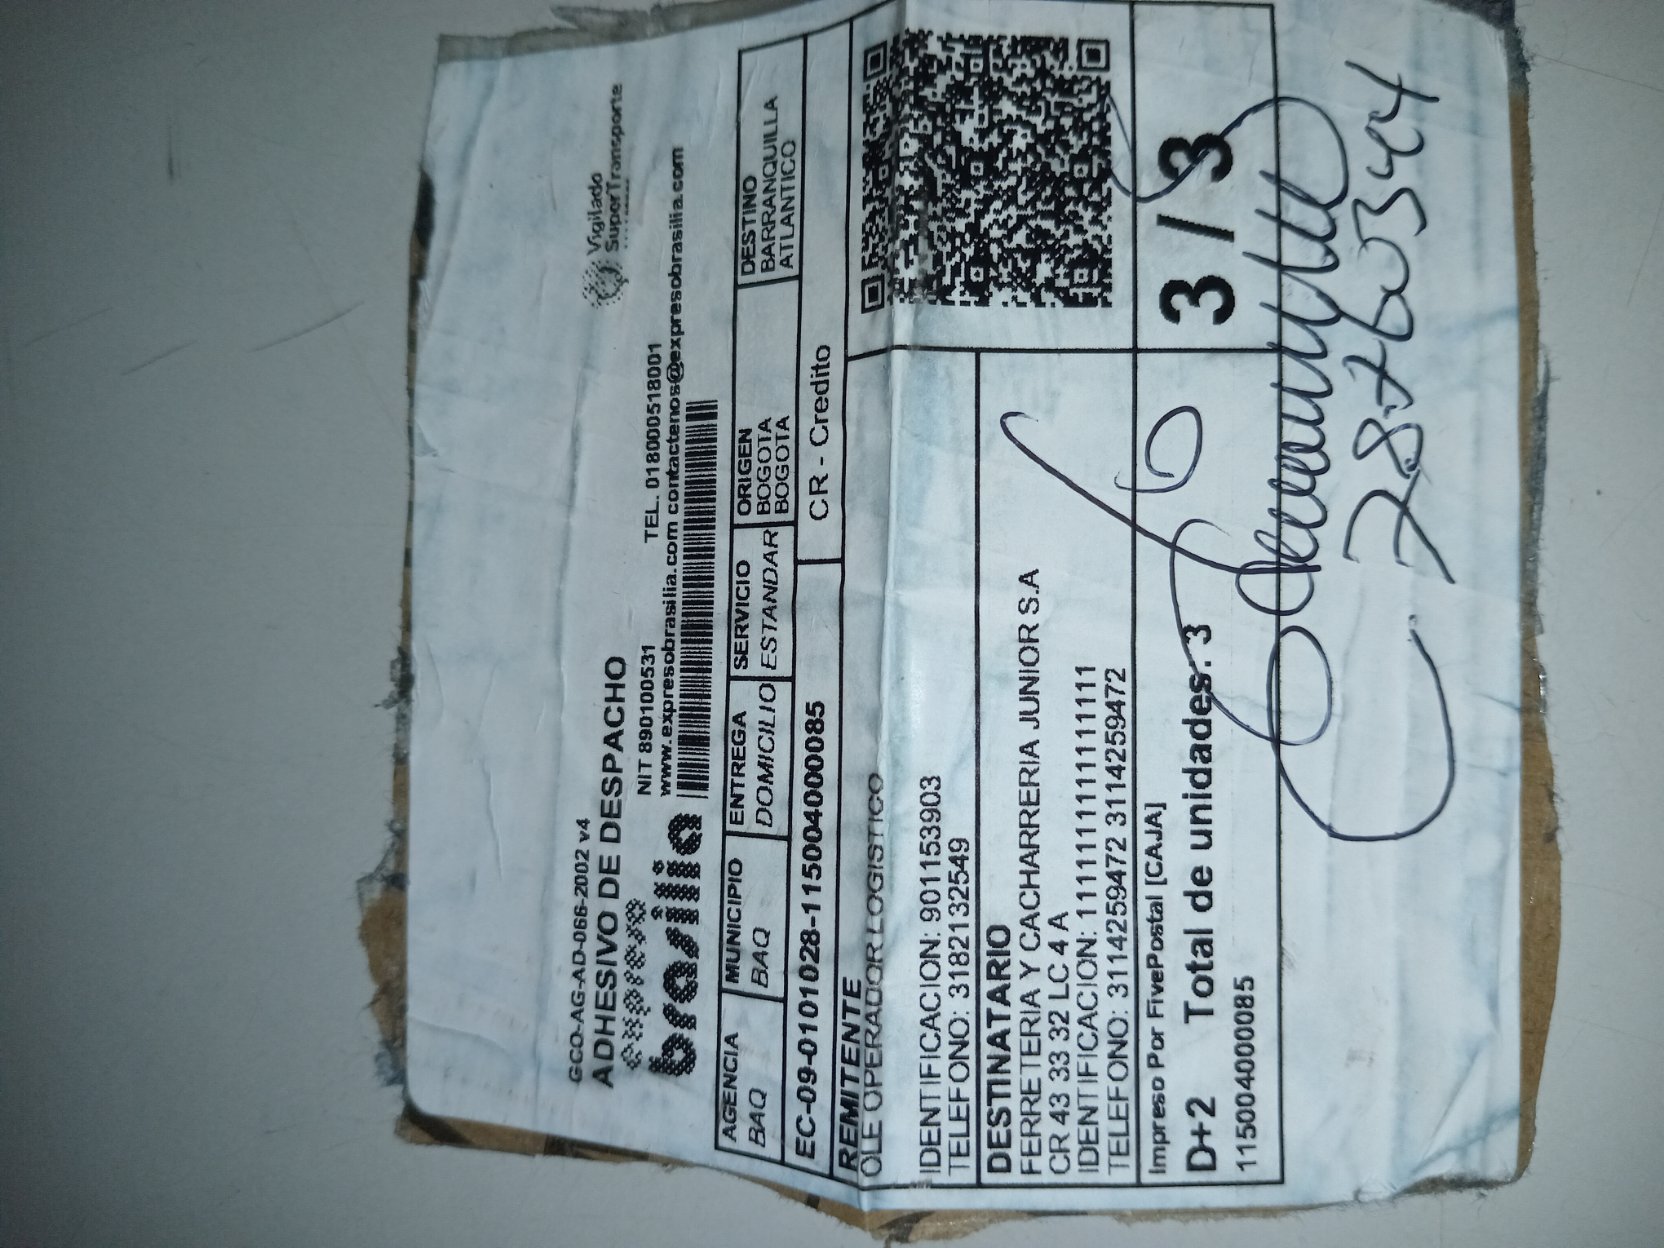 GCO-AG-AD-066-2002 v4
ADHESIVO DE DESPACHO
Vigilado
SuperTransporte
expreso
brasilia
NIT 890100531 TEL. 018000518001
www.expresobrasilia.com contactenos@expresobrasilia.com
AGENCIA MUNICIPIO ENTREGA SERVICIO ORIGEN DESTINO
BAQ BAQ DOMICILIO ESTANDAR BOGOTA BARRANQUILLA
BOGOTA ATLANTICO
EC-09-0101028-115004000085 CR - Credito
REMITENTE
OLE OPERADOR LOGISTICO
IDENTIFICACION: 901153903
TELEFONO: 3182132549
DESTINATARIO
FERRETERIA Y CACHARRERIA JUNIOR S.A
CR 43 33 32 LC 4 A
TELEFONO: 3114259472 3114259472
Impreso Por FivePostal [CAJA]
D+2 Total de unidades: 3 3 / 3
115004000085